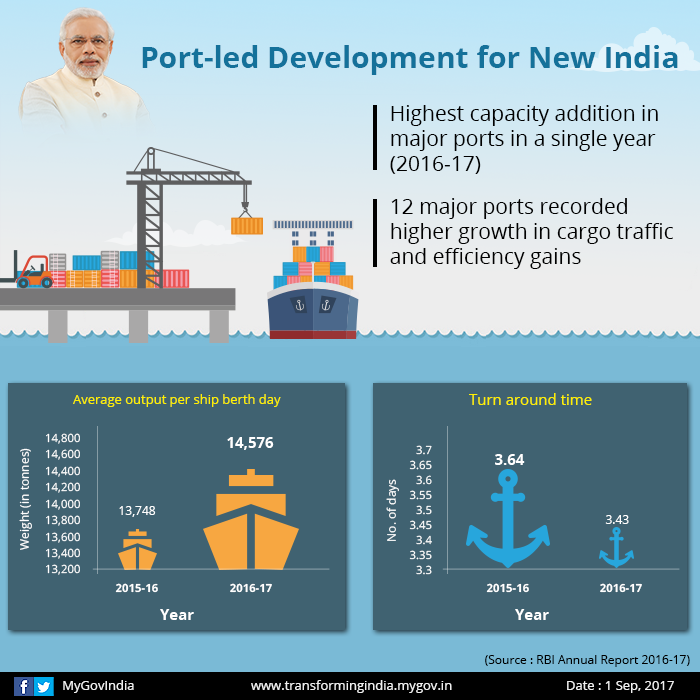 Port-led Development for New India
Highest capacity addition in
major ports in a single year
(2016-17)
12 major ports recorded
higher growth in cargo traffic
and efficiency gains
Average output per ship berth day
Weight (in tonnes)
14,800
14,600
14,400
14,200
14,000
13,800
13,600
13,400
13,200
13,748
14,576
2015-16
2016-17
Year
Turn around time
No. of days
3.7
3.65
3.6
3.55
3.5
3.45
3.4
3.35
3.3
3.64
3.43
2015-16
2016-17
Year
(Source : RBI Annual Report 2016-17)
MyGovIndia
www.transformingindia.mygov.in
Date : 1 Sep, 2017